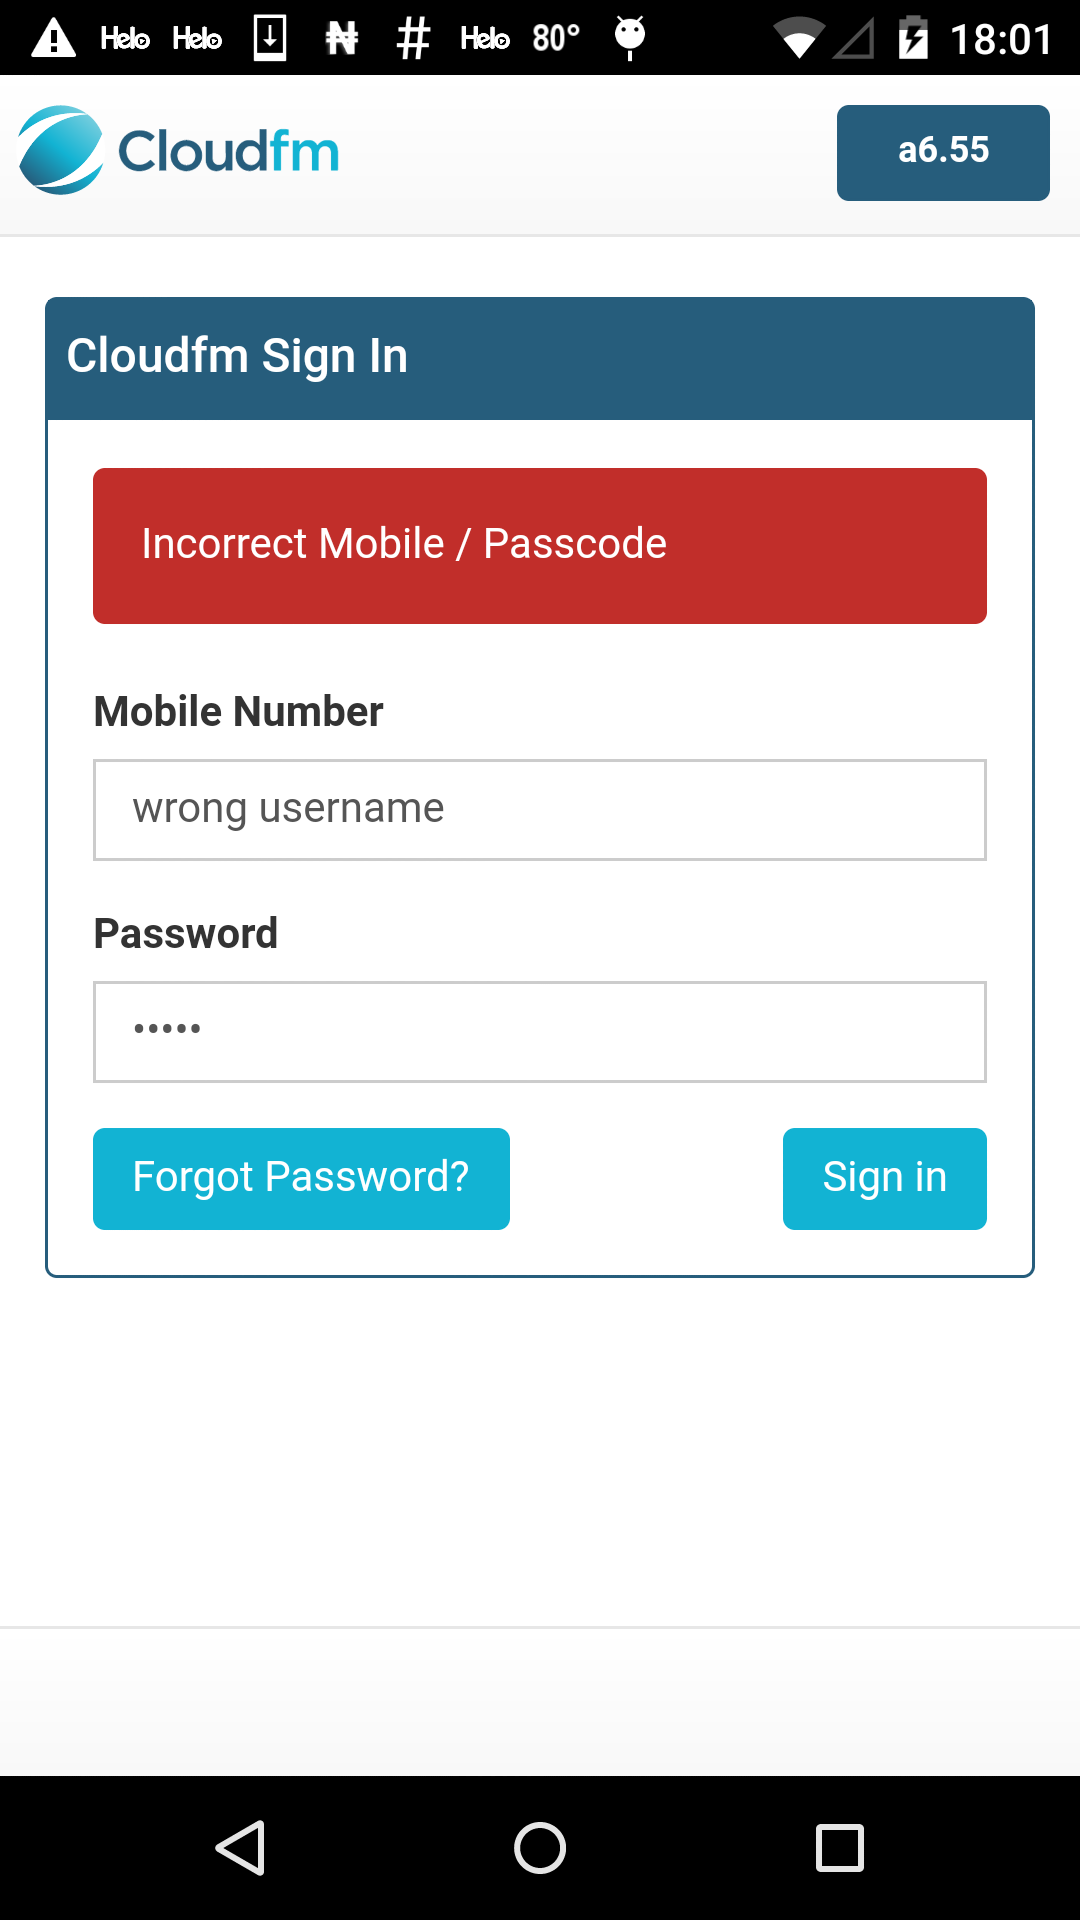 Helo Helo ₦ # Helo 80° 18:01
Cloudfm
a6.55
Cloudfm Sign In
Incorrect Mobile / Passcode
Mobile Number
wrong username
Password
•••••
Forgot Password?
Sign in